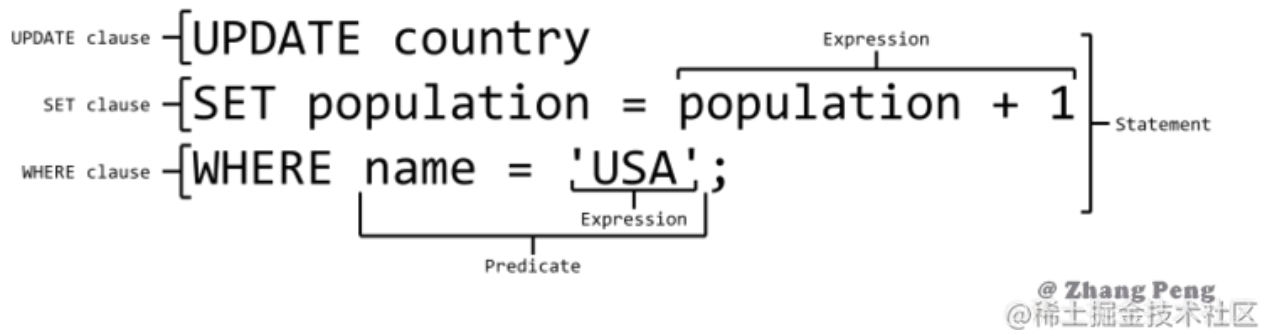 UPDATE clause UPDATE country
Expression
SET clause SET population = population + 1
Statement
WHERE clause WHERE name = 'USA';
Expression
Predicate
@ Zhang Peng
@稀土掘金技术社区